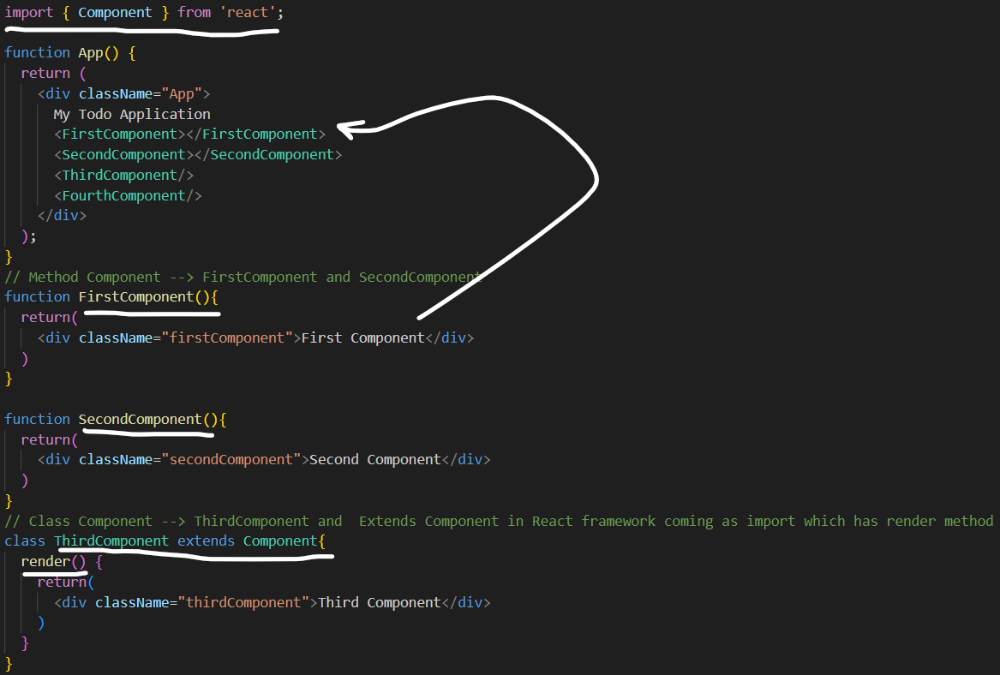 import { Component } from 'react';
function App() {
return (
<div className="App">
My Todo Application
<FirstComponent></FirstComponent>
<SecondComponent></SecondComponent>
<ThirdComponent/>
<FourthComponent/>
</div>
);
}
// Method Component --> FirstComponent and SecondComponent
function FirstComponent(){
return(
<div className="firstComponent">First Component</div>
)
}
function SecondComponent(){
return(
<div className="secondComponent">Second Component</div>
)
}
// Class Component --> ThirdComponent and  Extends Component in React framework coming as import which has render method
class ThirdComponent extends Component{
render() {
return(
<div className="thirdComponent">Third Component</div>
)
}
}